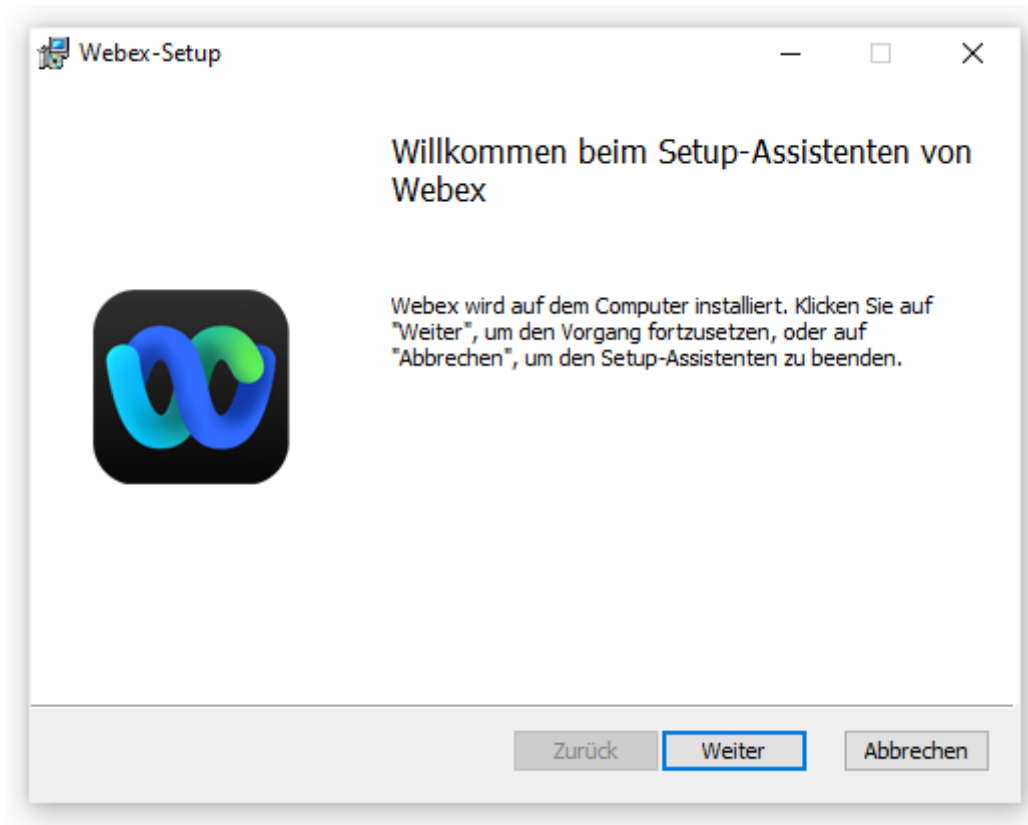 Webex-Setup
Willkommen beim Setup-Assistenten von
Webex
Webex wird auf dem Computer installiert. Klicken Sie auf
"Weiter", um den Vorgang fortzusetzen, oder auf
"Abbrechen", um den Setup-Assistenten zu beenden.
Zurück Weiter Abbrechen